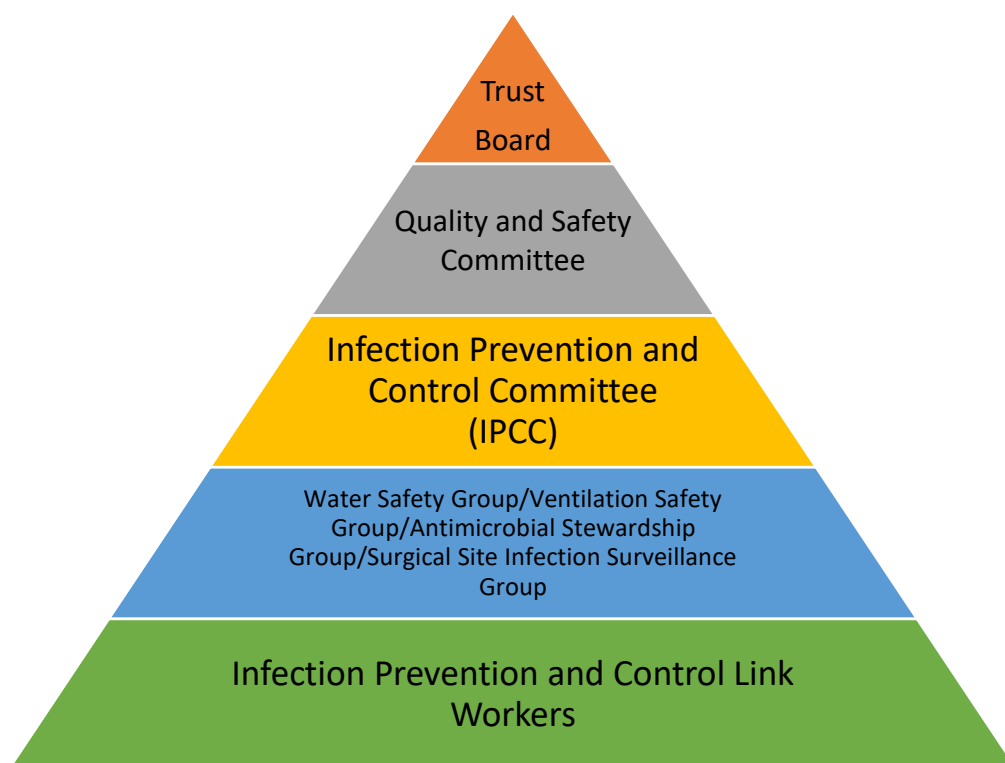 Trust
Board
Quality and Safety
Committee
Infection Prevention and
Control Committee
(IPCC)
Water Safety Group/Ventilation Safety
Group/Antimicrobial Stewardship
Group/Surgical Site Infection Surveillance
Group
Infection Prevention and Control Link
Workers